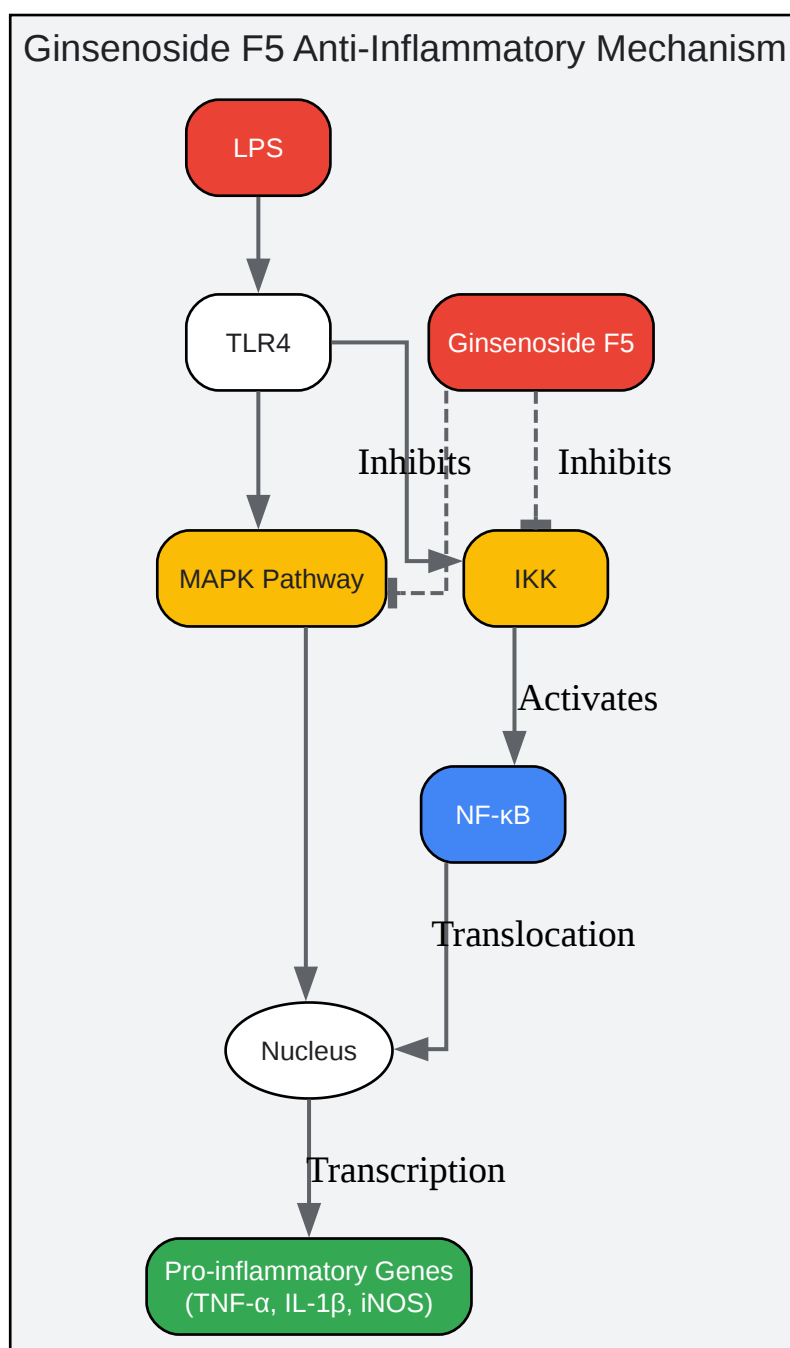 Ginsenoside F5 Anti-Inflammatory Mechanism
LPS
TLR4
Ginsenoside F5
Inhibits
Inhibits
MAPK Pathway
IKK
Activates
NF-κB
Translocation
Nucleus
Transcription
Pro-inflammatory Genes
(TNF-α, IL-1β, iNOS)